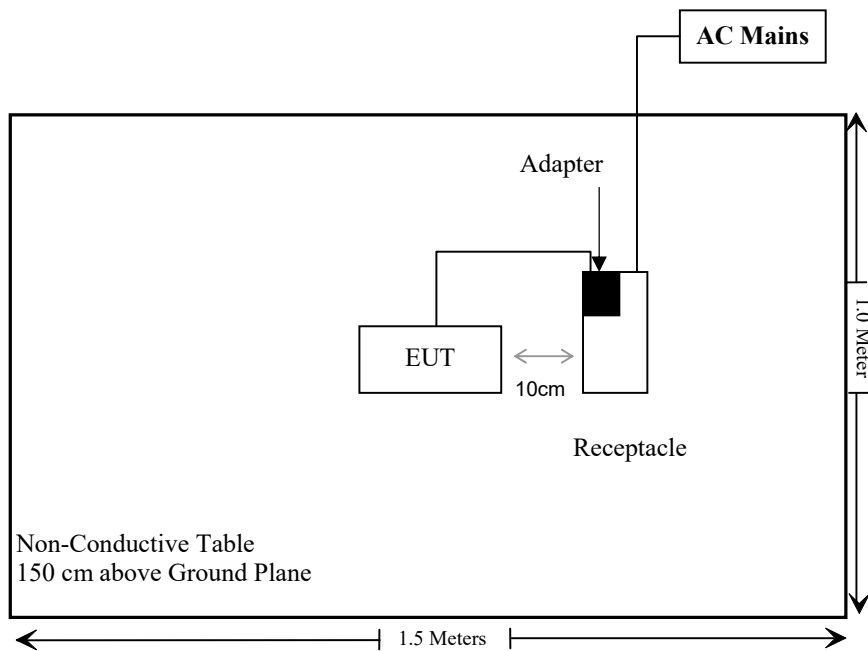 AC Mains
Adapter
EUT
10cm
1.0 Meter
Receptacle
Non-Conductive Table
150 cm above Ground Plane
1.5 Meters